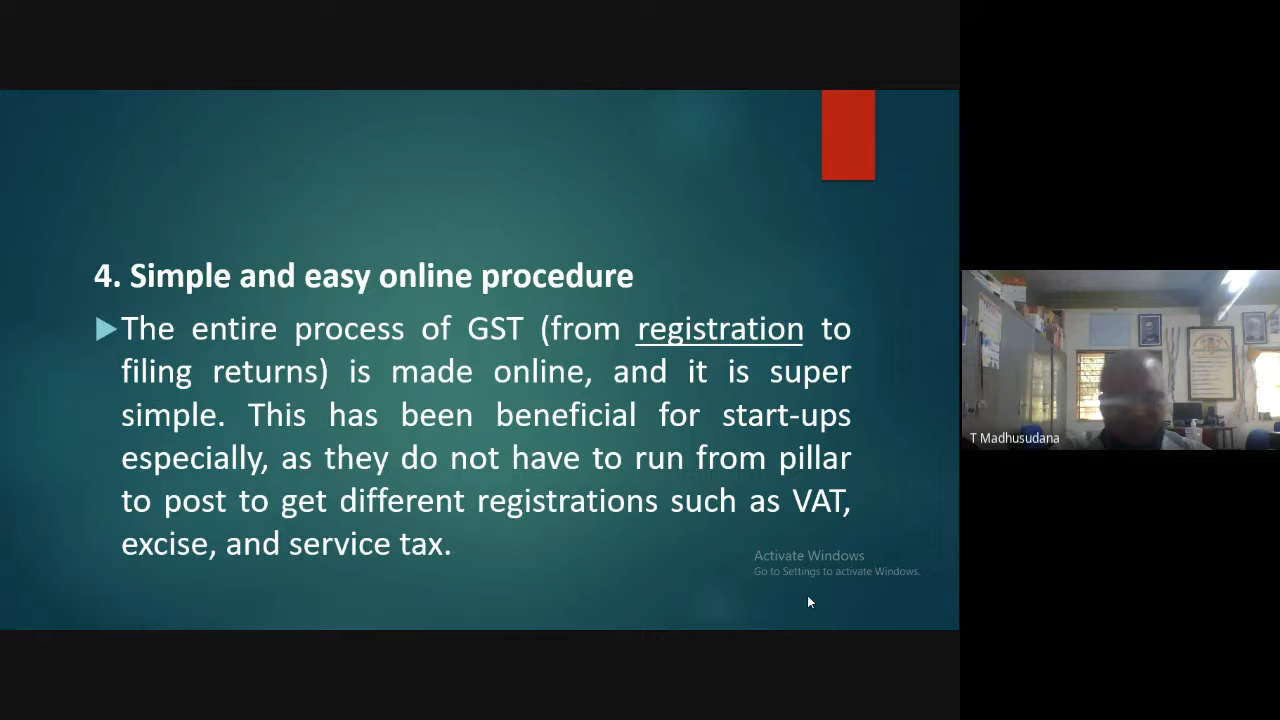 4. Simple and easy online procedure
The entire process of GST (from registration to
filing returns) is made online, and it is super
simple. This has been beneficial for start-ups
especially, as they do not have to run from pillar
to post to get different registrations such as VAT,
excise, and service tax.
Activate Windows
Go to Settings to activate Windows.
T Madhusudana